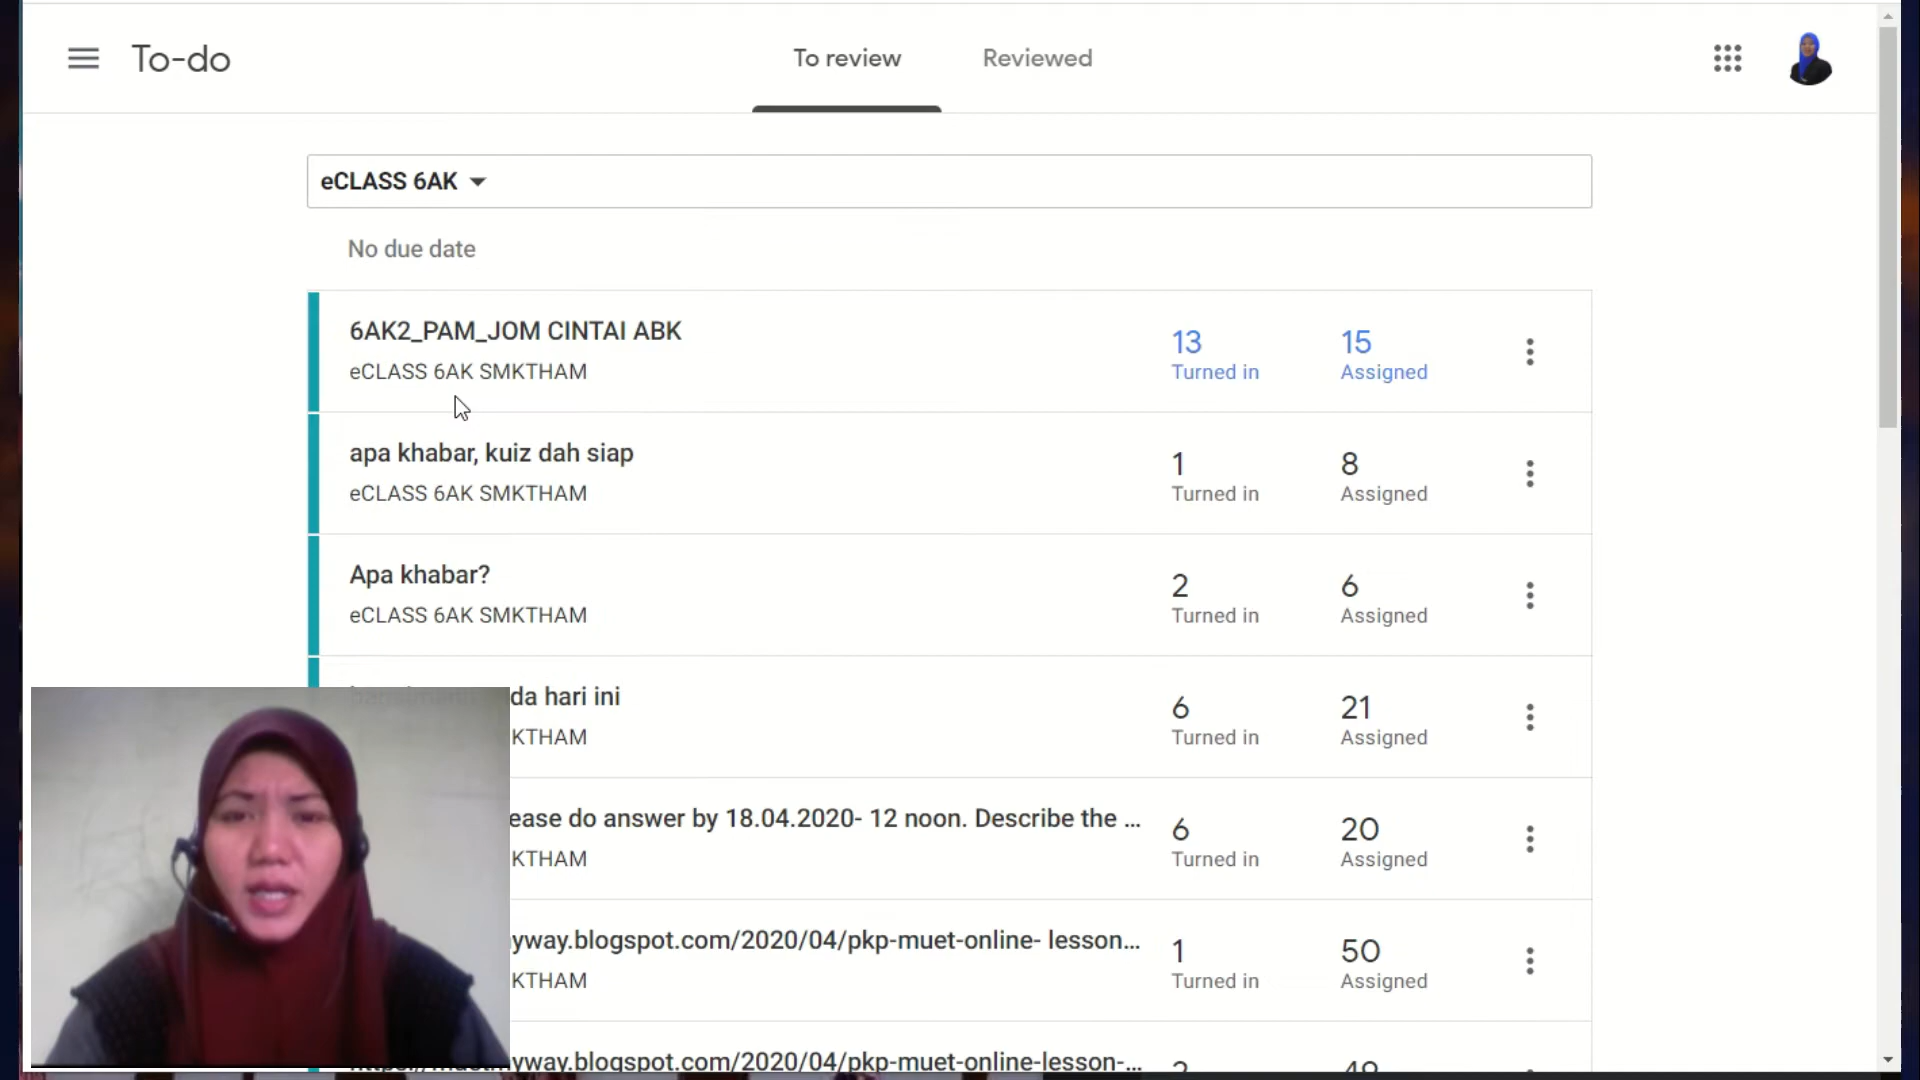 To-do
To review
Reviewed
eCLASS 6AK
No due date
6AK2_PAM_JOM CINTAI ABK
eCLASS 6AK SMKTHAM
13
Turned in
15
Assigned
apa khabar, kuiz dah siap
eCLASS 6AK SMKTHAM
1
Turned in
8
Assigned
Apa khabar?
eCLASS 6AK SMKTHAM
2
Turned in
6
Assigned
da hari ini
KTHAM
6
Turned in
21
Assigned
ease do answer by 18.04.2020- 12 noon. Describe the ...
KTHAM
6
Turned in
20
Assigned
yway.blogspot.com/2020/04/pkp-muet-online- lesson...
KTHAM
1
Turned in
50
Assigned
yway.blogspot.com/2020/04/pkp-muet-online-lesson-...